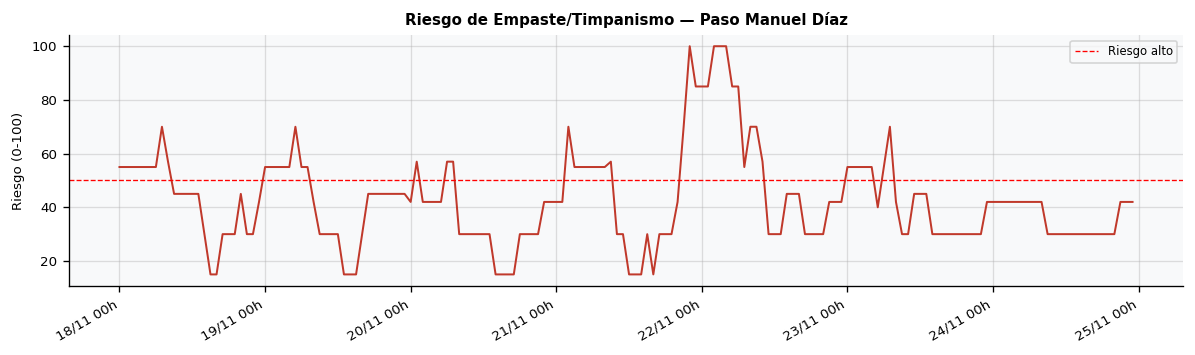 Riesgo de Empaste/Timpanismo — Paso Manuel Díaz
Riesgo alto
Riesgo (0-100)
100
80
60
40
20
18/11 00h
19/11 00h
20/11 00h
21/11 00h
22/11 00h
23/11 00h
24/11 00h
25/11 00h